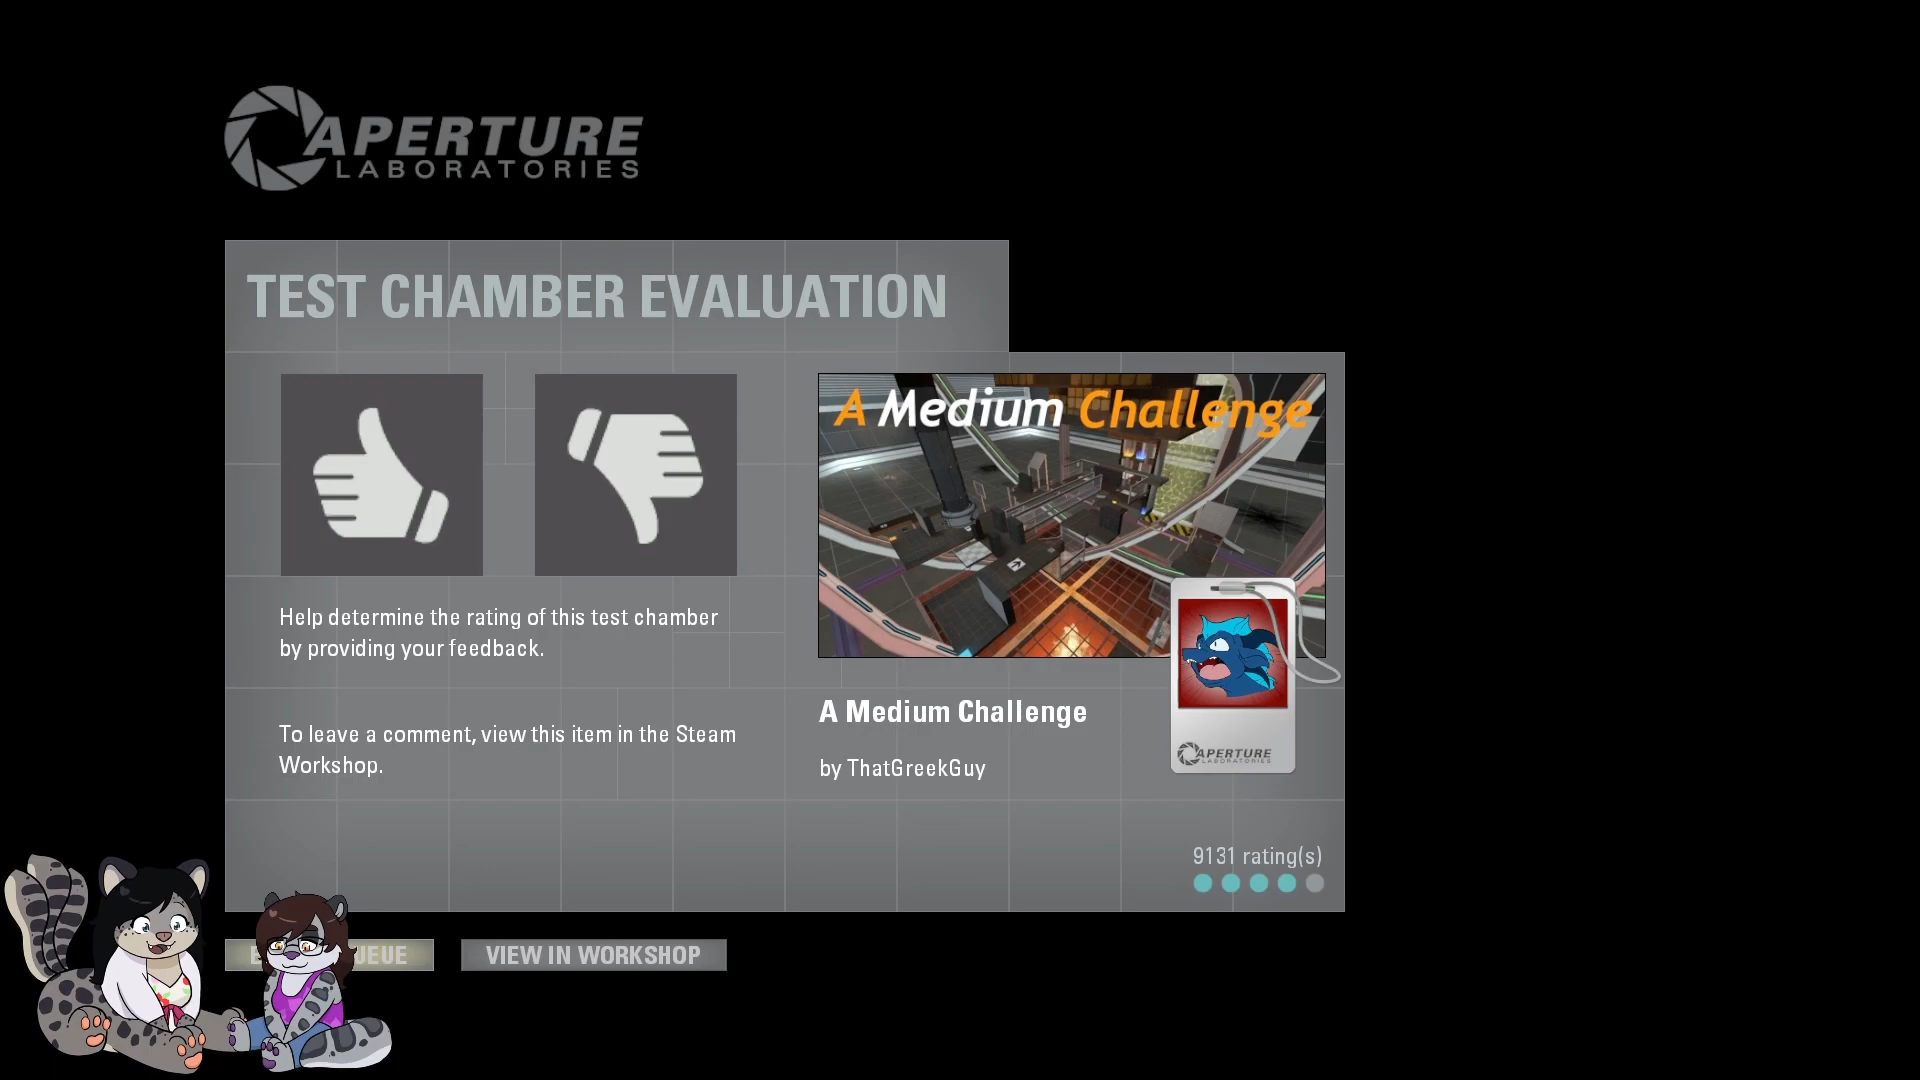 APERTURE
LABORATORIES
TEST CHAMBER EVALUATION
A Medium Challenge
Help determine the rating of this test chamber
by providing your feedback.
To leave a comment, view this item in the Steam
Workshop.
A Medium Challenge
by ThatGreekGuy
APERTURE
LABORATORIES
9131 rating(s)
VIEW IN WORKSHOP